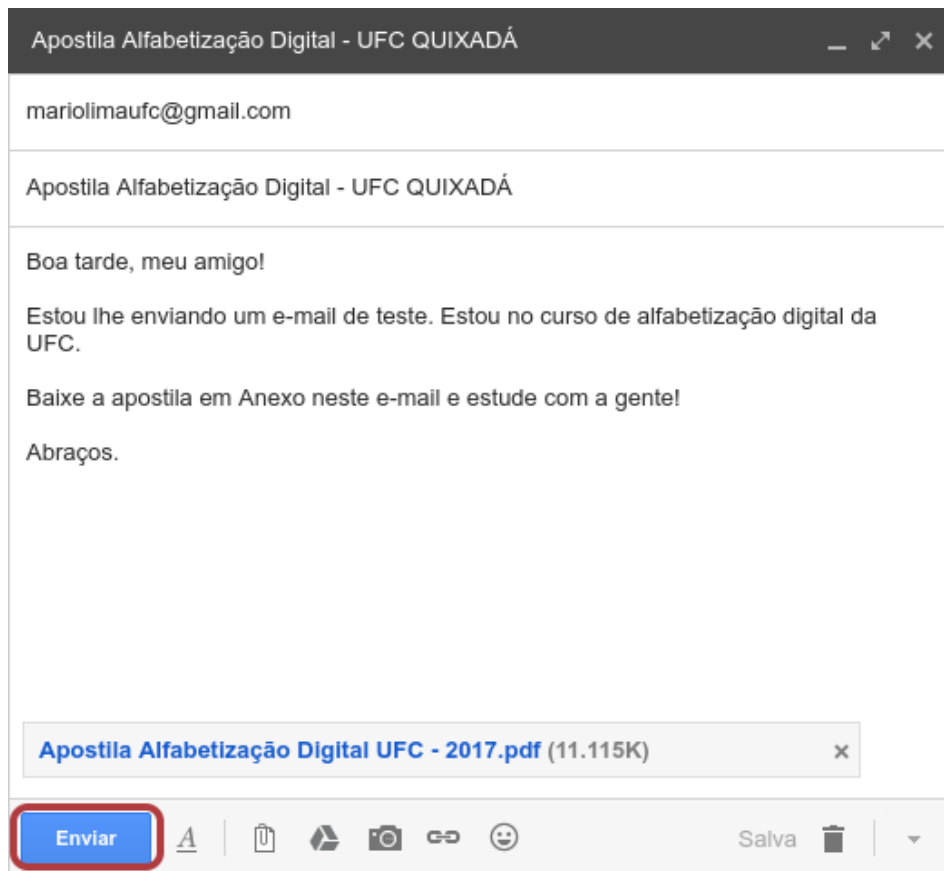 Apostila Alfabetização Digital - UFC QUIXADÁ
mariolimaufc@gmail.com
Apostila Alfabetização Digital - UFC QUIXADÁ
Boa tarde, meu amigo!
Estou lhe enviando um e-mail de teste. Estou no curso de alfabetização digital da
UFC.
Baixe a apostila em Anexo neste e-mail e estude com a gente!
Abraços.
Apostila Alfabetização Digital UFC - 2017.pdf (11.115K)
Enviar A Salva